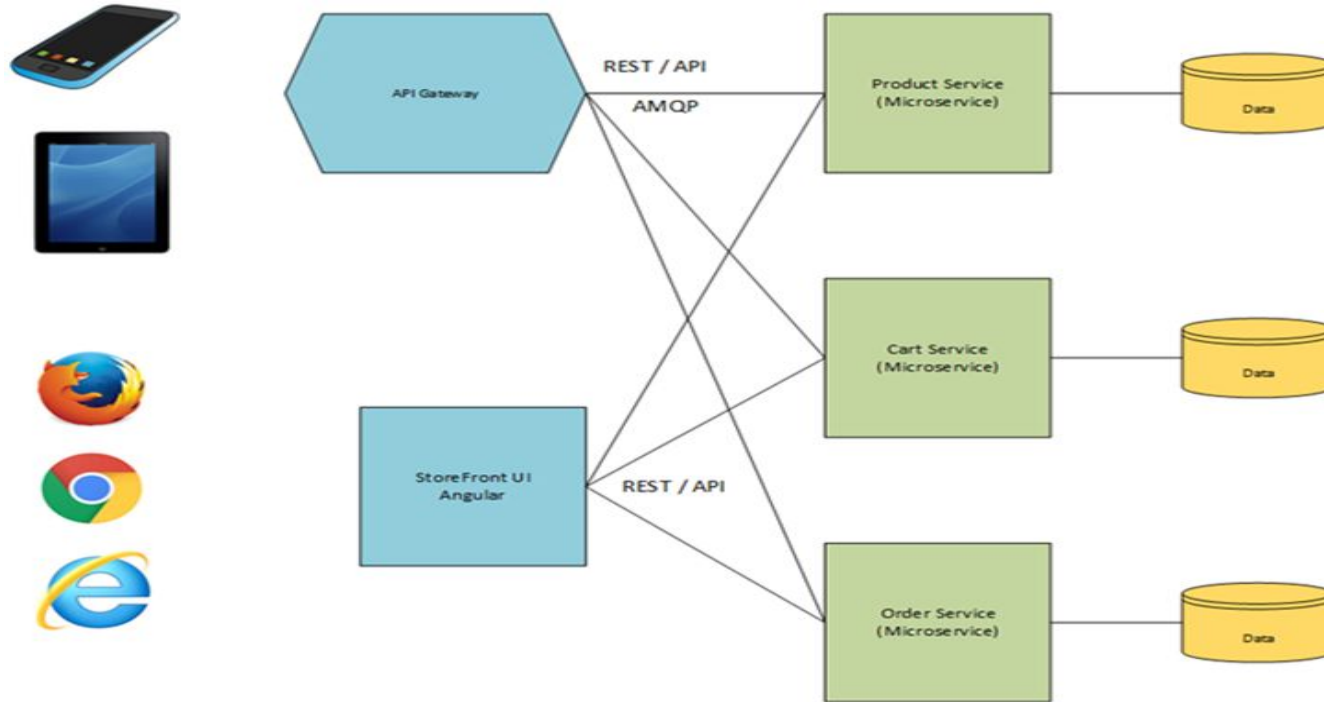 REST / API
API Gateway
AMQP
Product Service
(Microservice)
Data
Cart Service
(Microservice)
Data
StoreFront UI
Angular
REST / API
Order Service
(Microservice)
Data